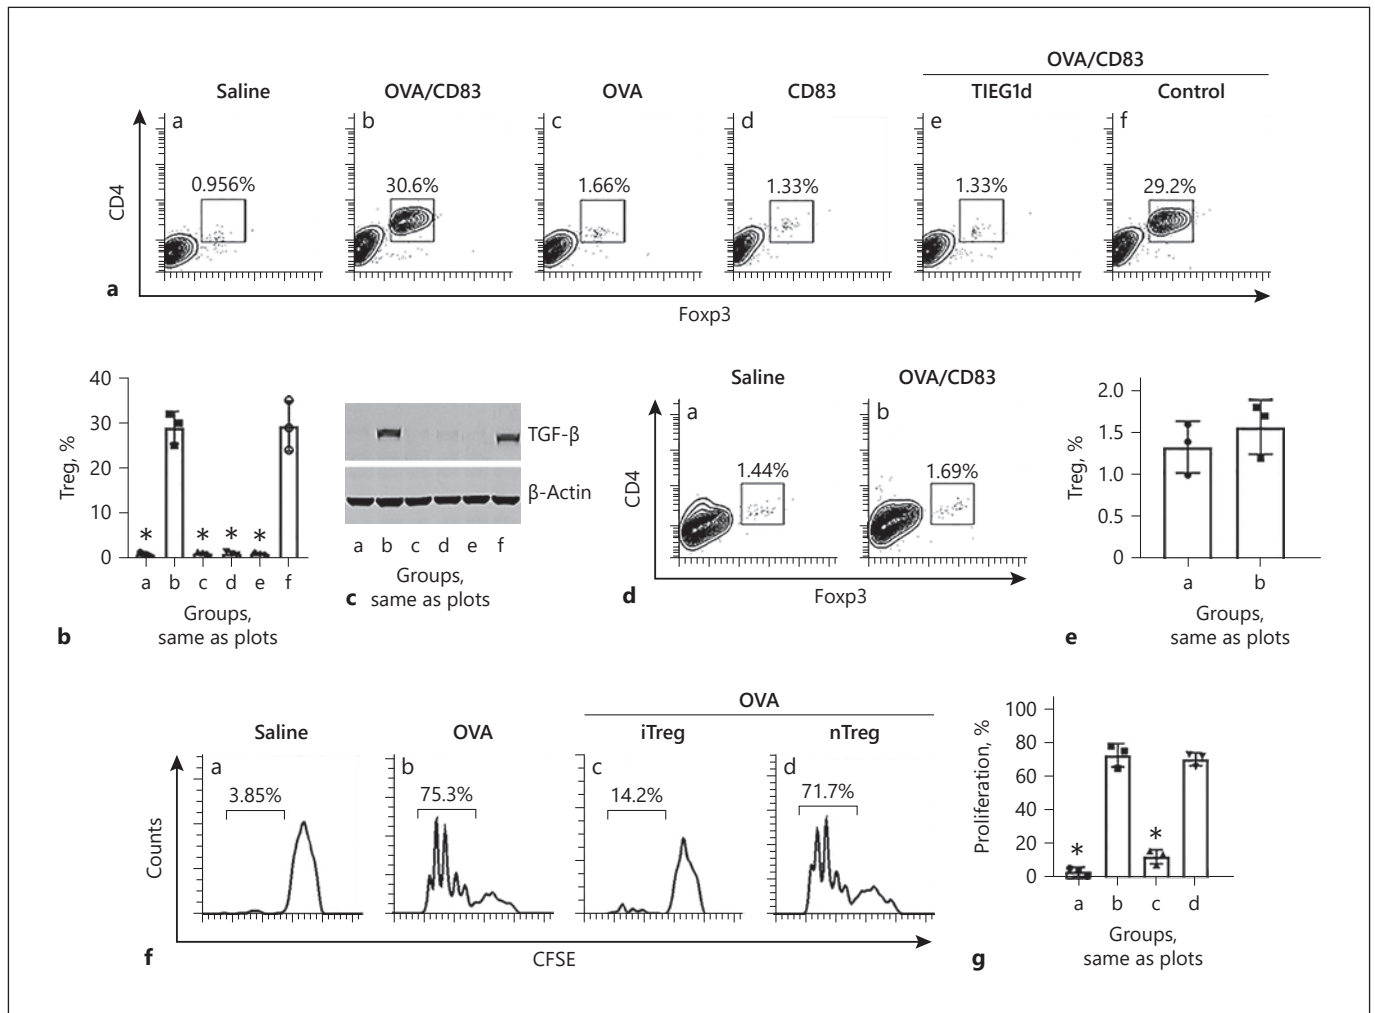 OVA/CD83
Saline OVA/CD83 OVA CD83 TIEG1d Control
a b c d e f
0.956% 30.6% 1.66% 1.33% 1.33% 29.2%
CD4
a
Foxp3
40
30
20
10
0
Treg, %
* * * *
a b c d e f
Groups,
same as plots
b
TGF-β
β-Actin
a b c d e f
Groups,
same as plots
c
Saline OVA/CD83
a b
1.44% 1.69%
CD4
d
Foxp3
2.0
1.5
1.0
0.5
0
Treg, %
a b
Groups,
same as plots
e
OVA
Saline OVA iTreg nTreg
a b c d
3.85% 75.3% 14.2% 71.7%
Counts
f
CFSE
100
80
60
40
20
0
Proliferation, %
* *
a b c d
Groups,
same as plots
g